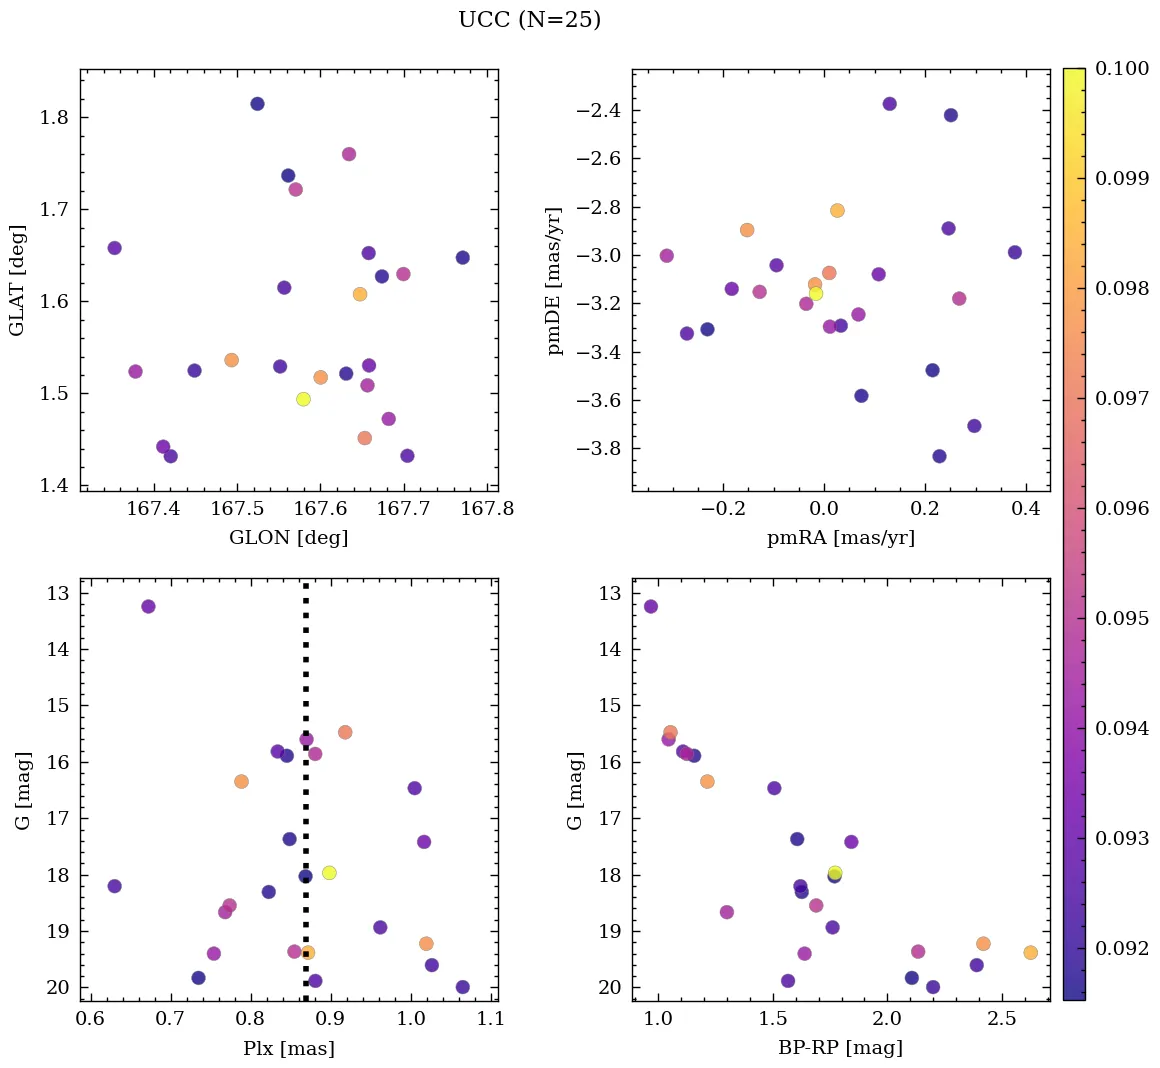 UCC (N=25)
1.8
1.7
1.6
1.5
1.4
GLAT [deg]
167.4 167.5 167.6 167.7 167.8
GLON [deg]
−2.4
−2.6
−2.8
−3.0
−3.2
−3.4
−3.6
−3.8
pmDE [mas/yr]
−0.2 0.0 0.2 0.4
pmRA [mas/yr]
13
14
15
16
17
18
19
20
G [mag]
0.6 0.7 0.8 0.9 1.0 1.1
Plx [mas]
13
14
15
16
17
18
19
20
G [mag]
1.0 1.5 2.0 2.5
BP-RP [mag]
0.100
0.099
0.098
0.097
0.096
0.095
0.094
0.093
0.092